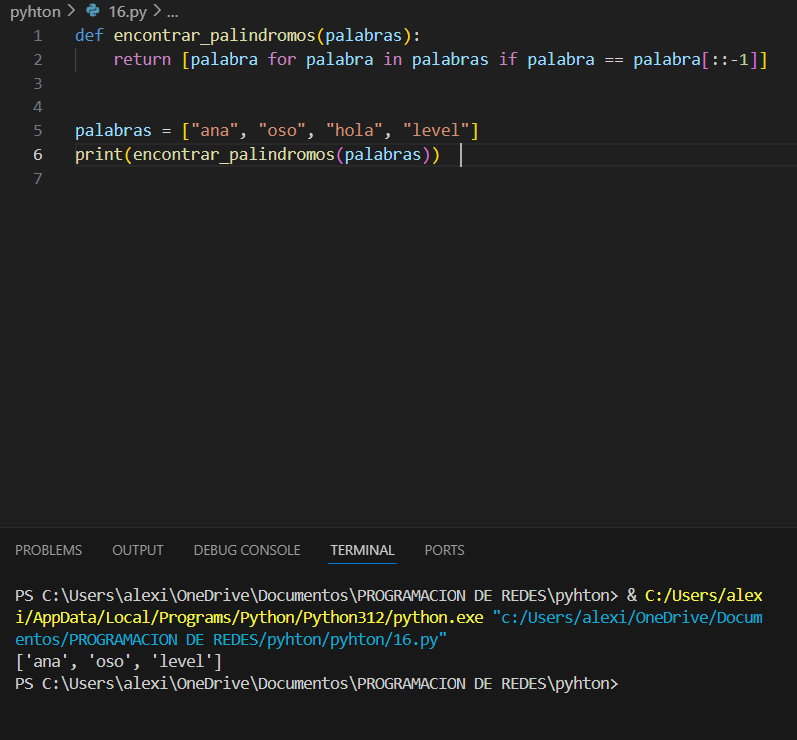 pyhton > 16.py > ...
1 def encontrar_palindromos(palabras):
2     return [palabra for palabra in palabras if palabra == palabra[::-1]]
3
4
5 palabras = ["ana", "oso", "hola", "level"]
6 print(encontrar_palindromos(palabras))
7
PROBLEMS OUTPUT DEBUG CONSOLE TERMINAL PORTS
PS C:\Users\alexi\OneDrive\Documentos\PROGRAMACION DE REDES\pyhton> & C:/Users/alex
i/AppData/Local/Programs/Python/Python312/python.exe "c:/Users/alexi/OneDrive/Docum
entos/PROGRAMACION DE REDES/pyhton/pyhton/16.py"
['ana', 'oso', 'level']
PS C:\Users\alexi\OneDrive\Documentos\PROGRAMACION DE REDES\pyhton>